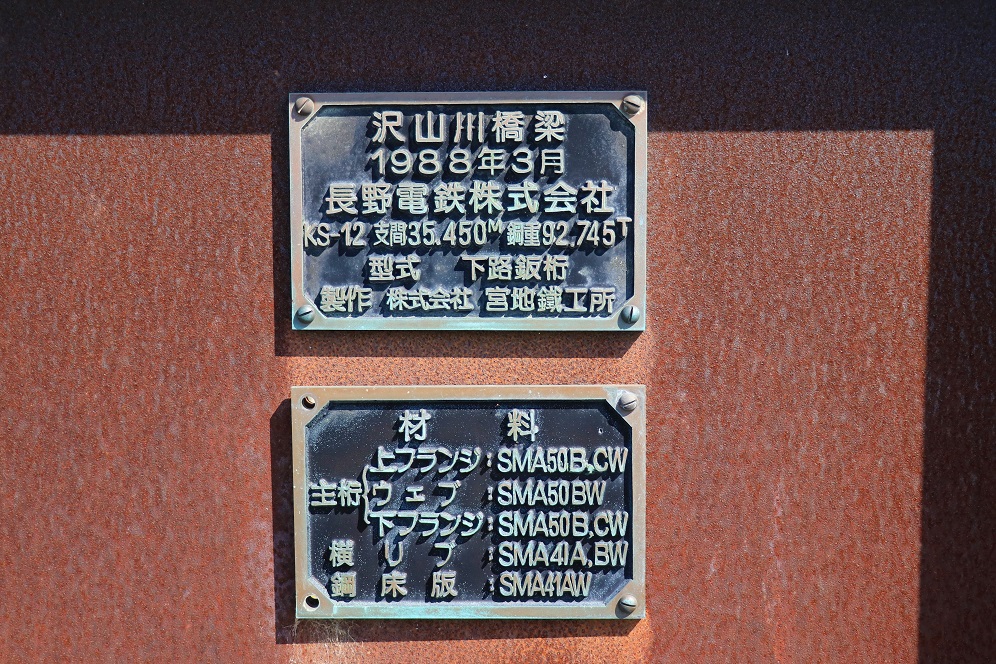 沢山川橋梁
1988年3月
長野電鉄株式会社
KS-12 支間35.450M 鋼重92.745T
型式 下路鈑桁
製作 株式会社 宮地鐵工所
材料
上フランジ:SMA50B,CW
主桁{ウェブ:SMA50BW
下フランジ:SMA50B,CW
横リブ:SMA41A,BW
鋼床版:SMA41AW